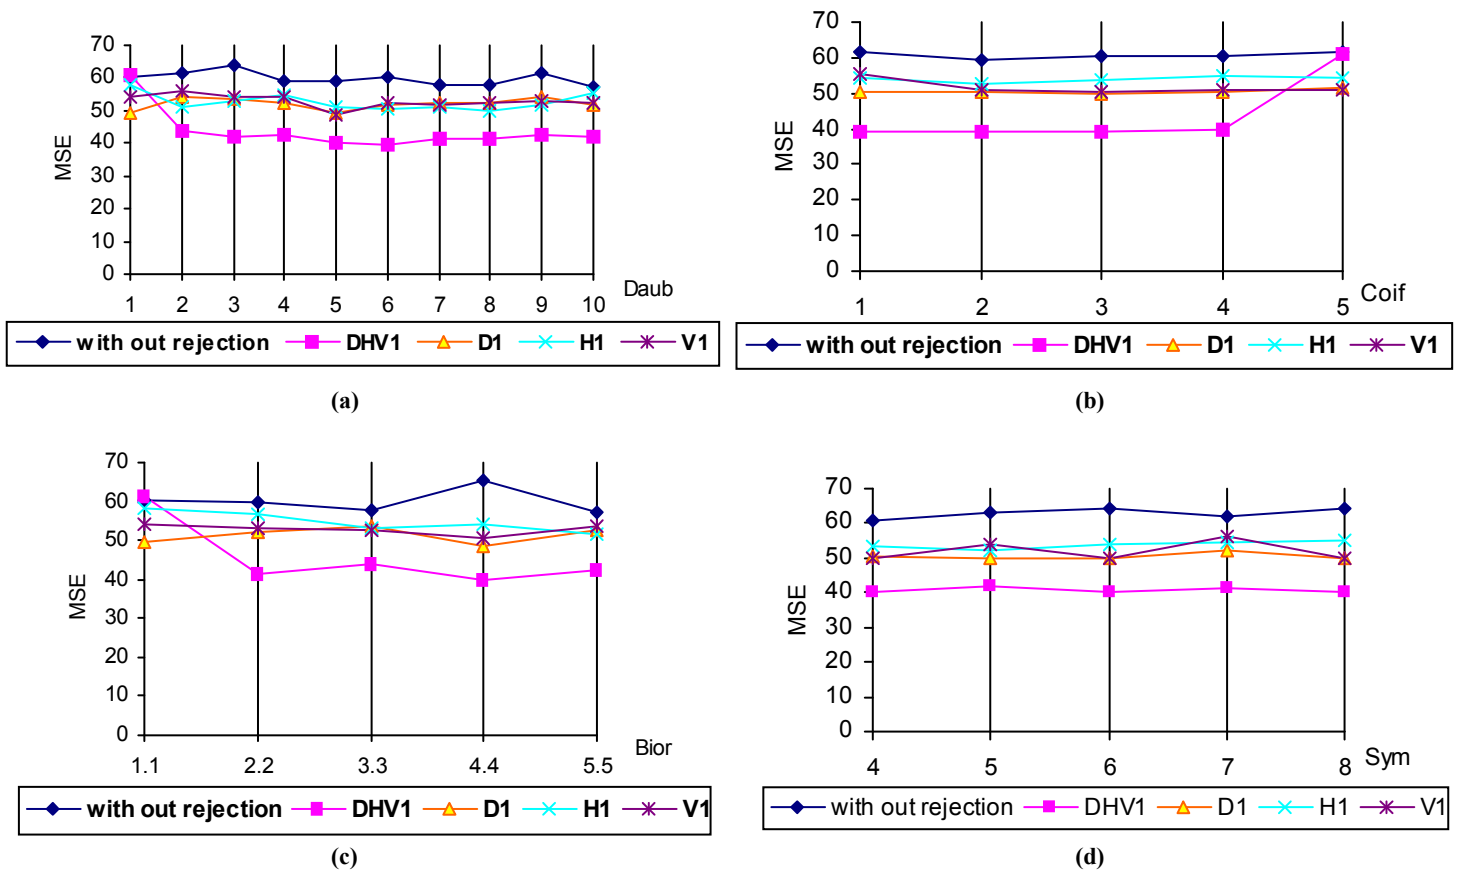 70
60
50
40
30
20
10
0
MSE
1 2 3 4 5 6 7 8 9 10
Daub
with out rejection DHV1 D1 H1 V1
(a)
70
60
50
40
30
20
10
0
MSE
1 2 3 4 5
Coif
with out rejection DHV1 D1 H1 V1
(b)
70
60
50
40
30
20
10
0
MSE
1.1 2.2 3.3 4.4 5.5
Bior
with out rejection DHV1 D1 H1 V1
(c)
70
60
50
40
30
20
10
0
MSE
4 5 6 7 8
Sym
with out rejection DHV1 D1 H1 V1
(d)